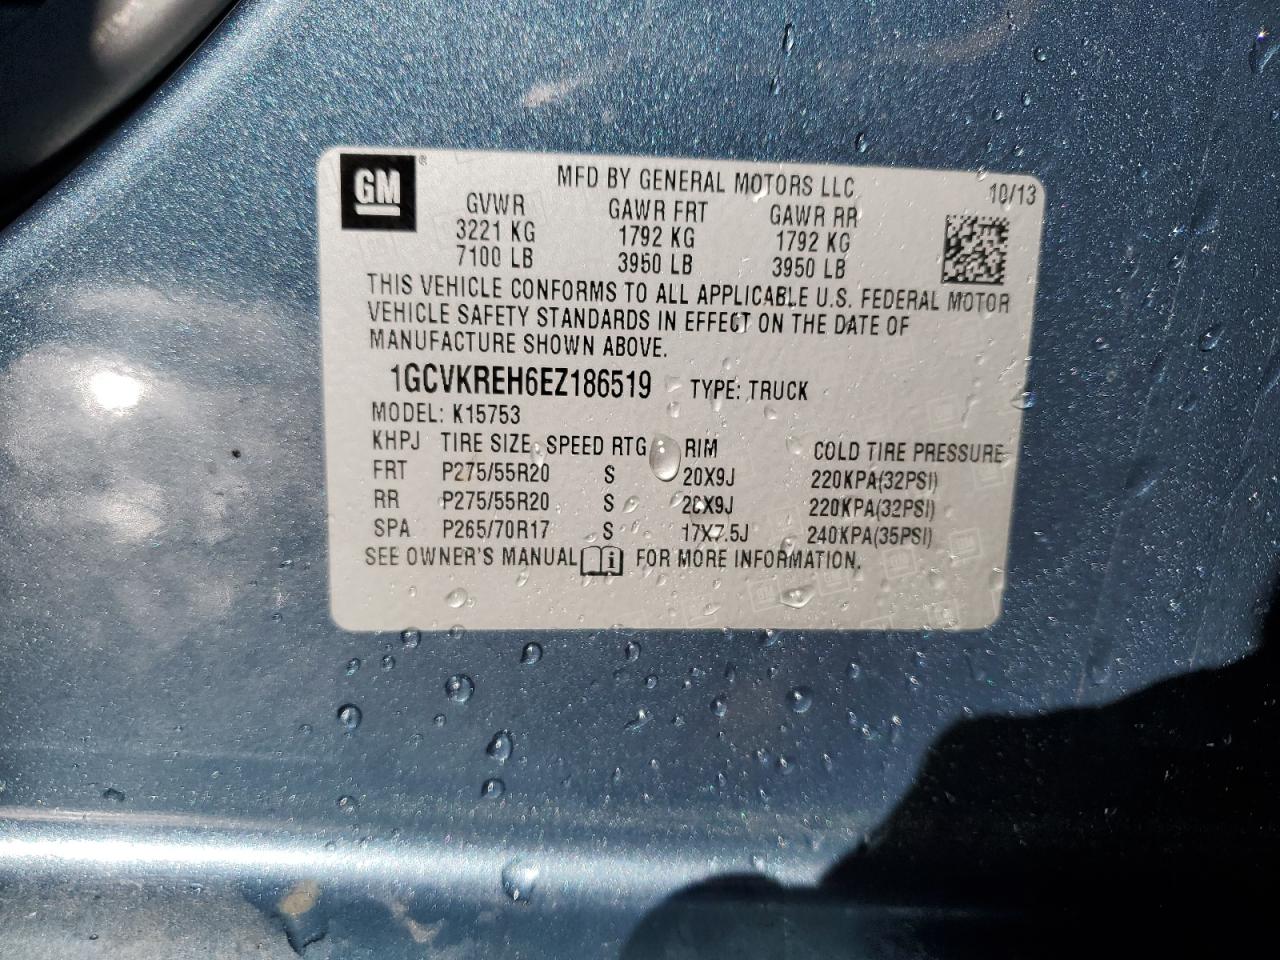 GM ®
MFD BY GENERAL MOTORS LLC 10/13
GVWR GAWR FRT GAWR RR
3221 KG 1792 KG 1792 KG
7100 LB 3950 LB 3950 LB
THIS VEHICLE CONFORMS TO ALL APPLICABLE U.S. FEDERAL MOTOR
VEHICLE SAFETY STANDARDS IN EFFECT ON THE DATE OF
MANUFACTURE SHOWN ABOVE.
1GCVKREH6EZ186519 TYPE: TRUCK
MODEL: K15753
KHPJ TIRE SIZE SPEED RTG RIM COLD TIRE PRESSURE
FRT P275/55R20 S 20X9J 220KPA(32PSI)
RR P275/55R20 S 20X9J 220KPA(32PSI)
SPA P265/70R17 S 17X7.5J 240KPA(35PSI)
SEE OWNER'S MANUAL i FOR MORE INFORMATION.